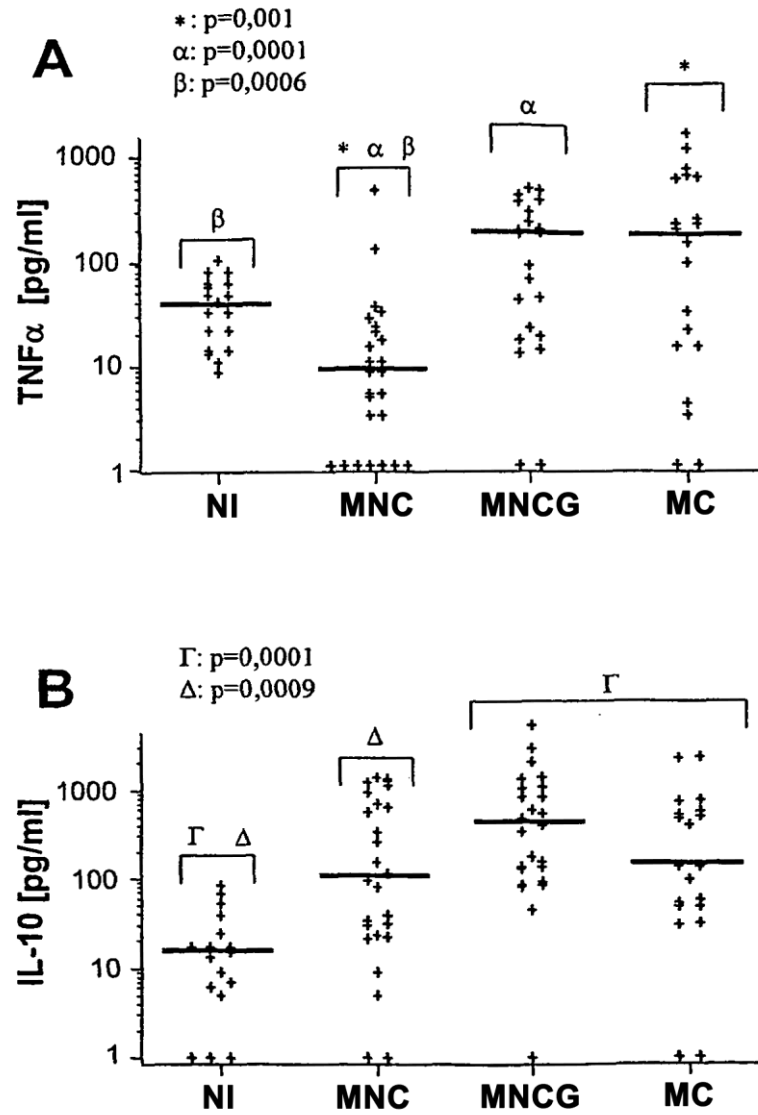 A
*: p=0,001
α: p=0,0001
β: p=0,0006
*
α
* α β
β
1000
100
10
1
TNFα [pg/ml]
NI MNC MNCG MC
B
Γ: p=0,0001
Δ: p=0,0009
Γ
Δ
Γ Δ
1000
100
10
1
IL-10 [pg/ml]
NI MNC MNCG MC